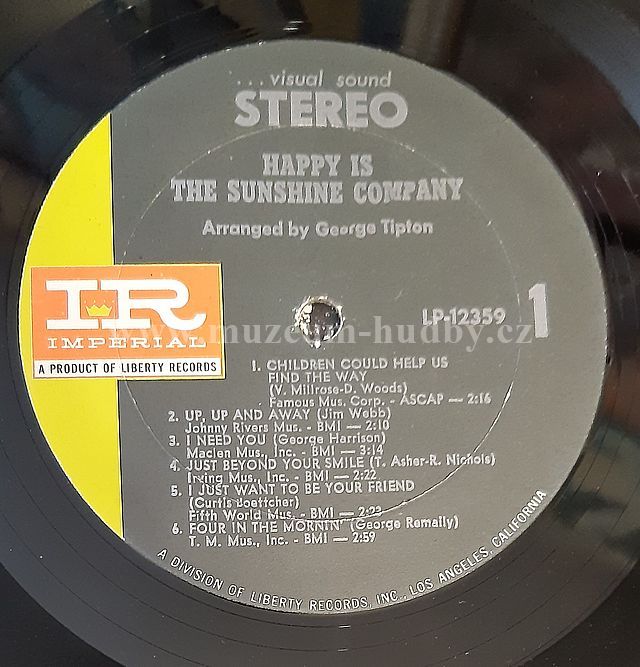 ...visual sound
STEREO
HAPPY IS
THE SUNSHINE COMPANY
Arranged by George Tipton
IR
IMPERIAL
A PRODUCT OF LIBERTY RECORDS
LP-12359 1
www.muzeum-hudby.cz
1. CHILDREN COULD HELP US
FIND THE WAY
(V. Millrose-D. Woods)
Famous Mus. Corp. - ASCAP — 2:16
2. UP, UP AND AWAY (Jim Webb)
Johnny Rivers Mus. - BMI — 2:10
3. I NEED YOU (George Harrison)
Maclen Mus., Inc. - BMI — 3:14
4. JUST BEYOND YOUR SMILE (T. Asher-R. Nichols)
Irving Mus., Inc. - BMI — 2:22
5. I JUST WANT TO BE YOUR FRIEND
(Curtis Boettcher)
Fifth World Mus. - BMI — 2:23
6. FOUR IN THE MORNIN' (George Remaily)
T. M. Mus., Inc. - BMI — 2:59
A DIVISION OF LIBERTY RECORDS, INC., LOS ANGELES, CALIFORNIA